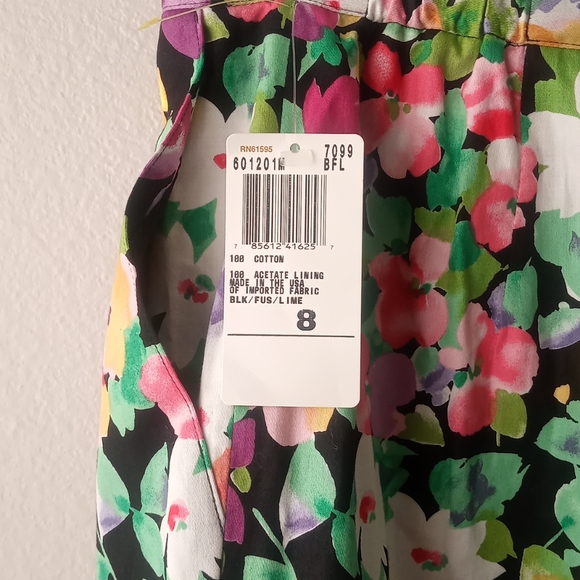 RN61595
601201M 7099
BFL
7 85612 41625 7
100 COTTON
100 ACETATE LINING
MADE IN THE USA
OF IMPORTED FABRIC
BLK/FUS/LIME
8